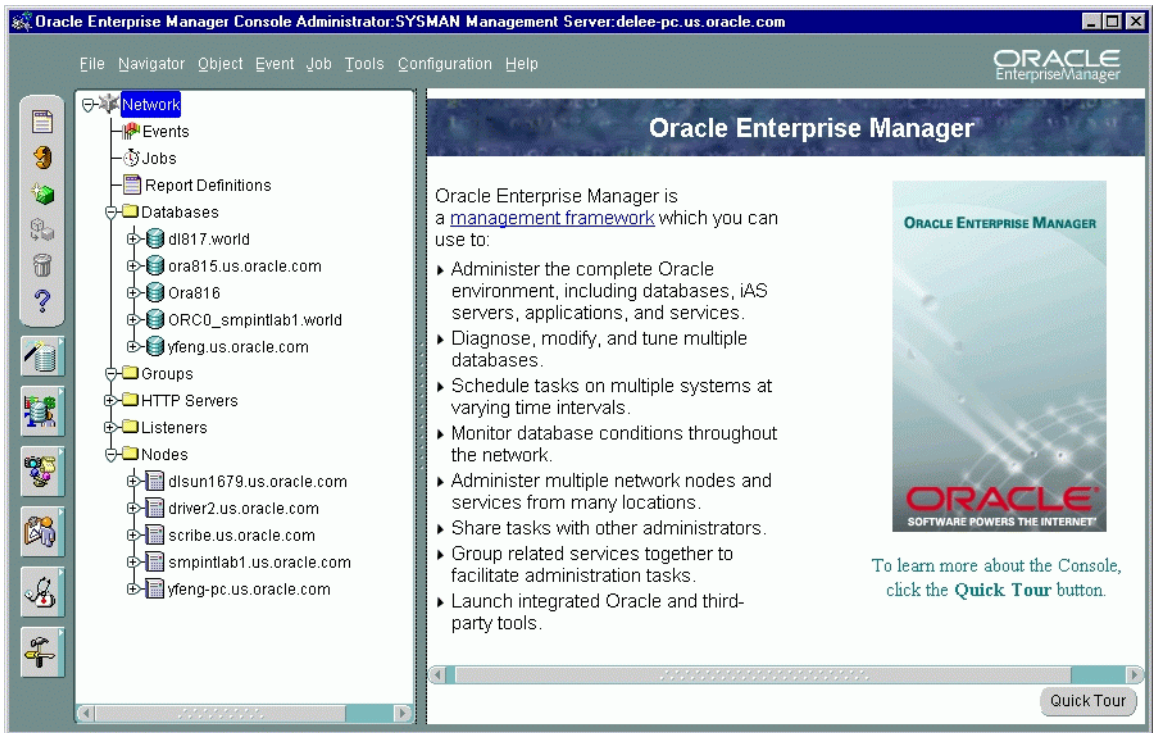 Oracle Enterprise Manager Console Administrator:SYSMAN Management Server:delee-pc.us.oracle.com
File Navigator Object Event Job Tools Configuration Help
ORACLE
EnterpriseManager
Network
Events
Jobs
Report Definitions
Databases
dl817.world
ora815.us.oracle.com
Ora816
ORC0_smpintlab1.world
yfeng.us.oracle.com
Groups
HTTP Servers
Listeners
Nodes
dlsun1679.us.oracle.com
driver2.us.oracle.com
scribe.us.oracle.com
smpintlab1.us.oracle.com
yfeng-pc.us.oracle.com
Oracle Enterprise Manager
Oracle Enterprise Manager is
a management framework which you can
use to:
Administer the complete Oracle
environment, including databases, iAS
servers, applications, and services.
Diagnose, modify, and tune multiple
databases.
Schedule tasks on multiple systems at
varying time intervals.
Monitor database conditions throughout
the network.
Administer multiple network nodes and
services from many locations.
Share tasks with other administrators.
Group related services together to
facilitate administration tasks.
Launch integrated Oracle and third-
party tools.
ORACLE ENTERPRISE MANAGER
ORACLE
SOFTWARE POWERS THE INTERNET
To learn more about the Console,
click the Quick Tour button.
Quick Tour